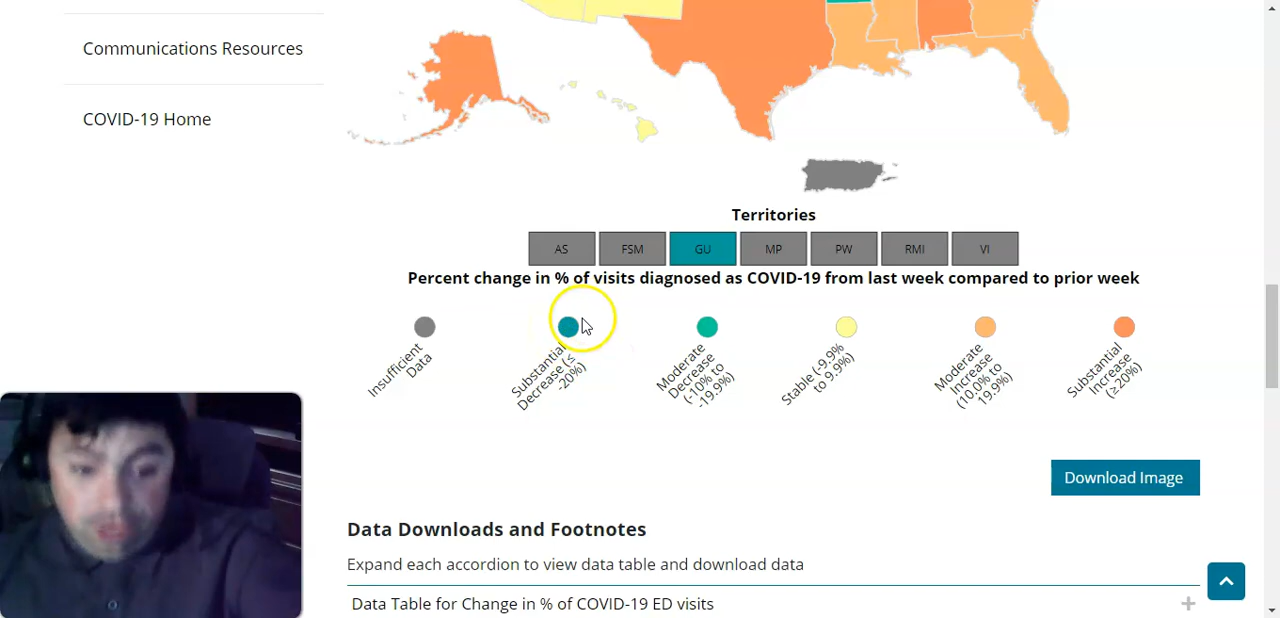 Communications Resources
COVID-19 Home
Territories
AS FSM GU MP PW RMI VI
Percent change in % of visits diagnosed as COVID-19 from last week compared to prior week
Insufficient
Data
Substantial
Decrease (≤
-20%)
Moderate
Decrease
(-10% to
-19.9%)
Stable (-9.9%
to 9.9%)
Moderate
Increase
(10.0% to
19.9%)
Substantial
Increase
(≥20%)
Download Image
Data Downloads and Footnotes
Expand each accordion to view data table and download data
Data Table for Change in % of COVID-19 ED visits